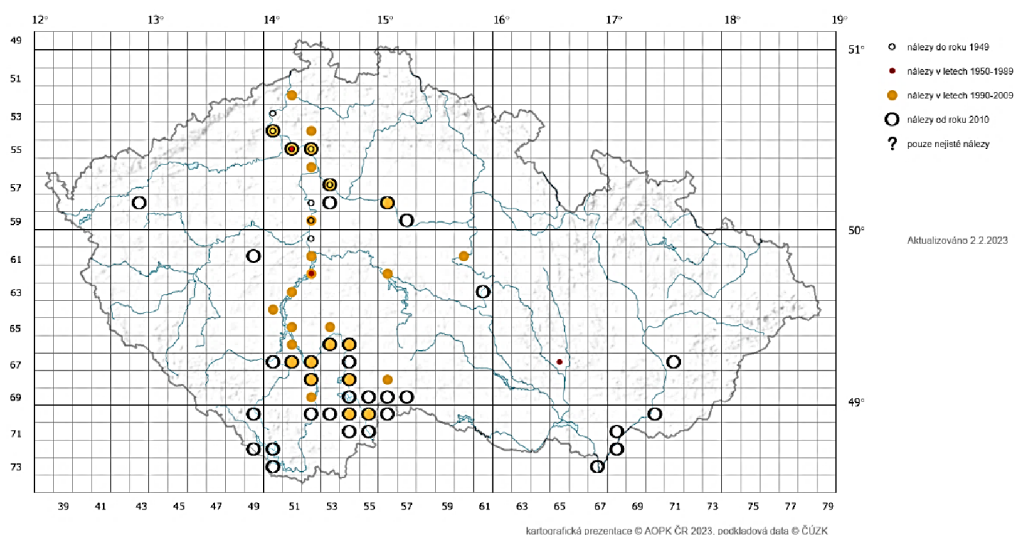 12° 13° 14° 15° 16° 17° 18° 19°
49 51° nálezy do roku 1949
51 nálezy v letech 1950-1989
53 nálezy v letech 1990-2009
nálezy od roku 2010
55 ? pouze nejisté nálezy
57
59 50° Aktualizováno 2.2.2023
61
63
65
67
69 49°
71
73
39 41 43 45 47 49 51 53 55 57 59 61 63 65 67 69 71 73 75 77 79
kartografická prezentace © AOPK ČR 2023, podkladová data © ČÚZK